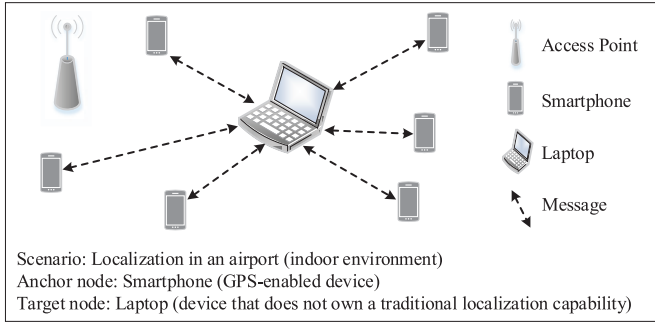 Access Point
Smartphone
Laptop
Message
Scenario: Localization in an airport (indoor environment)
Anchor node: Smartphone (GPS-enabled device)
Target node: Laptop (device that does not own a traditional localization capability)